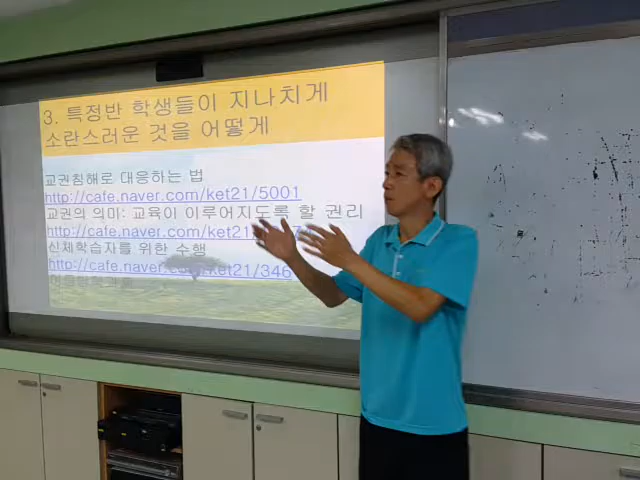 3. 특정반 학생들이 지나치게
소란스러운 것을 어떻게
교권침해로 대응하는 법
http://cafe.naver.com/ket21/5001
교권의 의미: 교육이 이루어지도록 할 권리
http://cafe.naver.com/ket21/
신체학습자를 위한 수행
http://cafe.naver.com/ket21/346